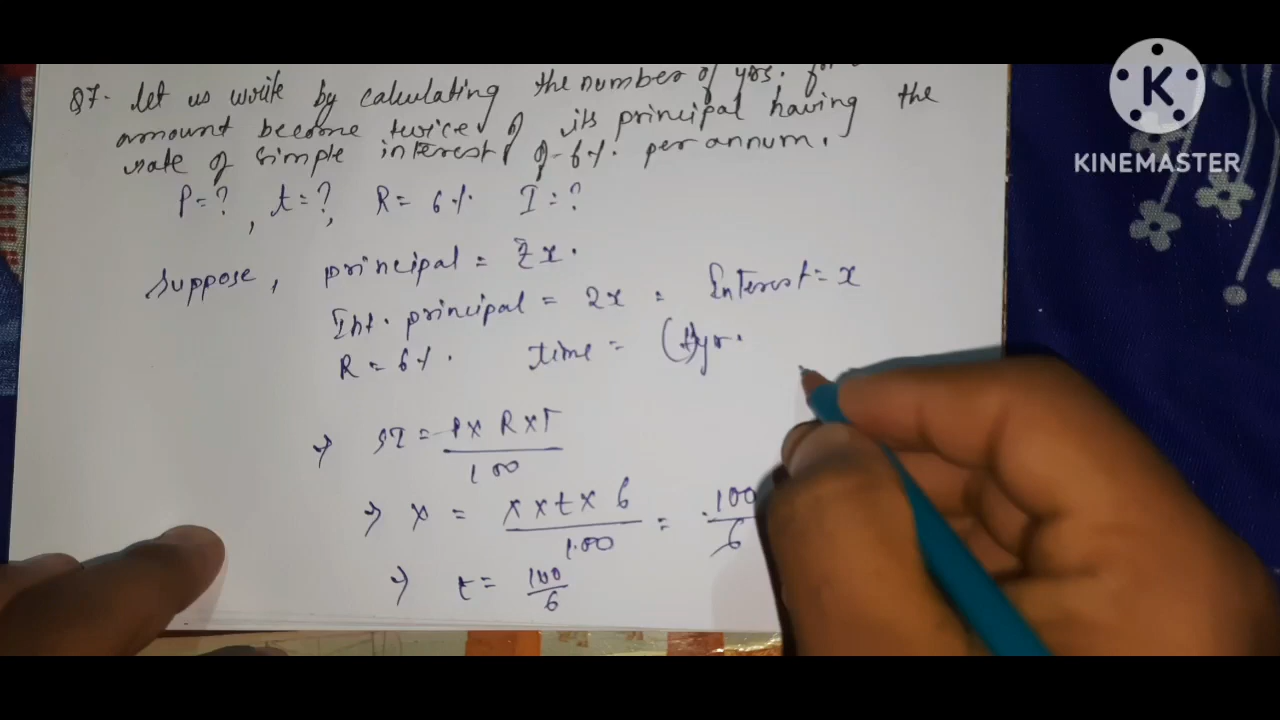 Q7. Let us write by calculating the number of yrs. for
amount become twice of its principal having the
rate of simple interest of 6%. per annum.
P=?, t=?, R= 6%. I=?
Suppose, principal = x.
Int. principal = 2x = Interest= x
R = 6%. time = (t)yr.
→ SI = P x R x T
100
→ x = x x t x 6 = 100
100 6
→ t = 100
6
K
KINEMASTER